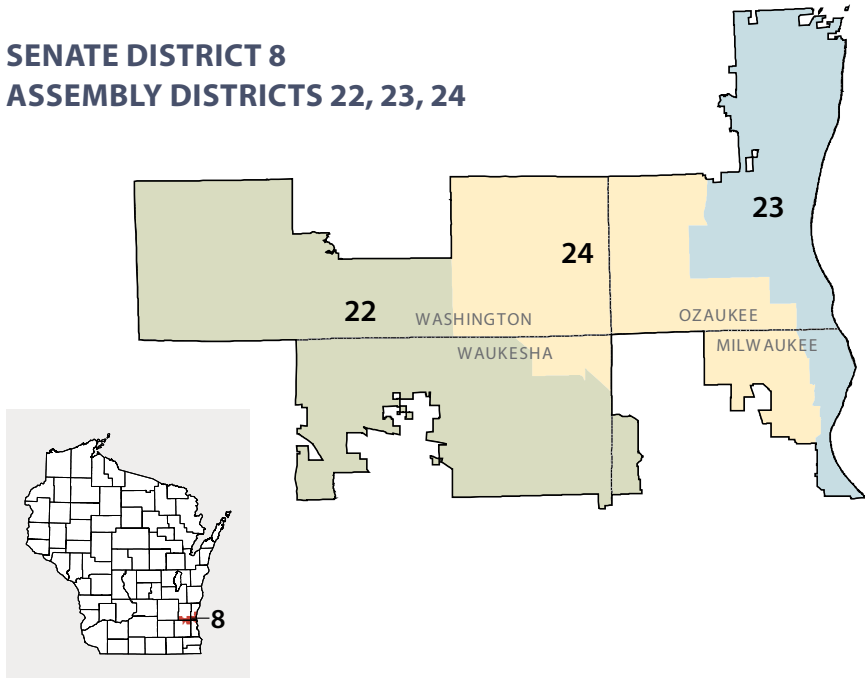 SENATE DISTRICT 8
ASSEMBLY DISTRICTS 22, 23, 24
23
24
22
WASHINGTON
OZAUKEE
WAUKESHA
MILWAUKEE
8